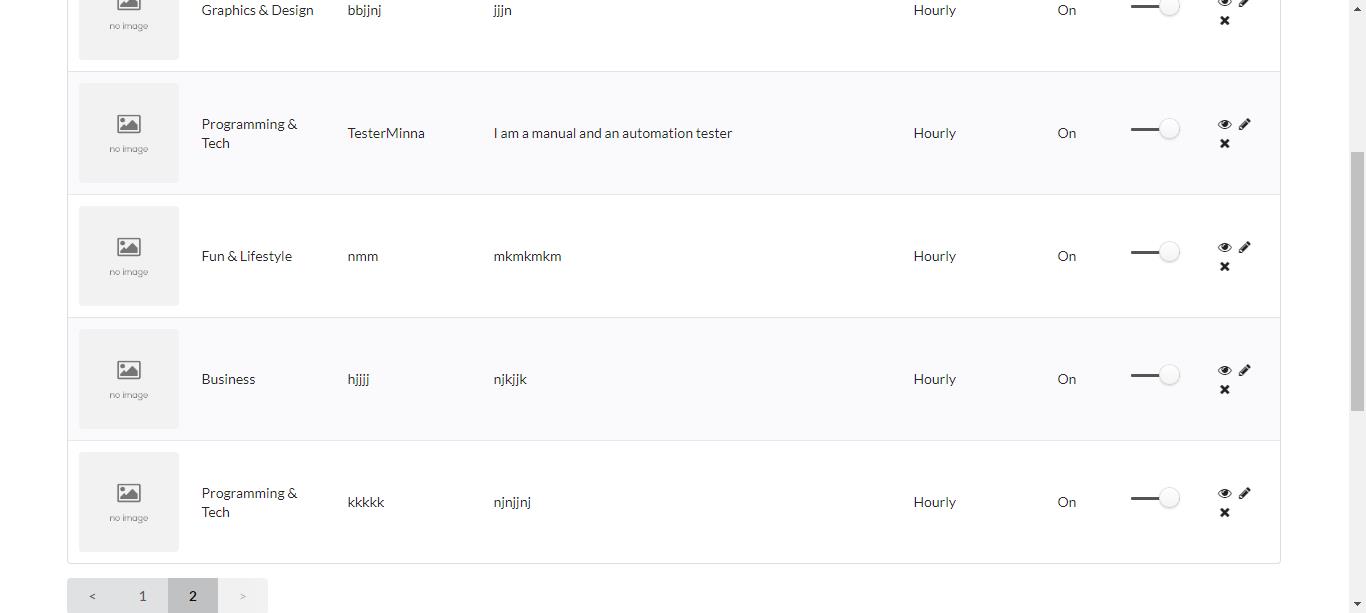 Graphics & Design bbjjnj jjjn Hourly On
no image
Programming & Tech TesterMinna I am a manual and an automation tester Hourly On
no image
Fun & Lifestyle nmm mkmkmkm Hourly On
no image
Business hjjjj njkjjk Hourly On
no image
Programming & Tech kkkkk njnjjnj Hourly On
no image
< 1 2 >